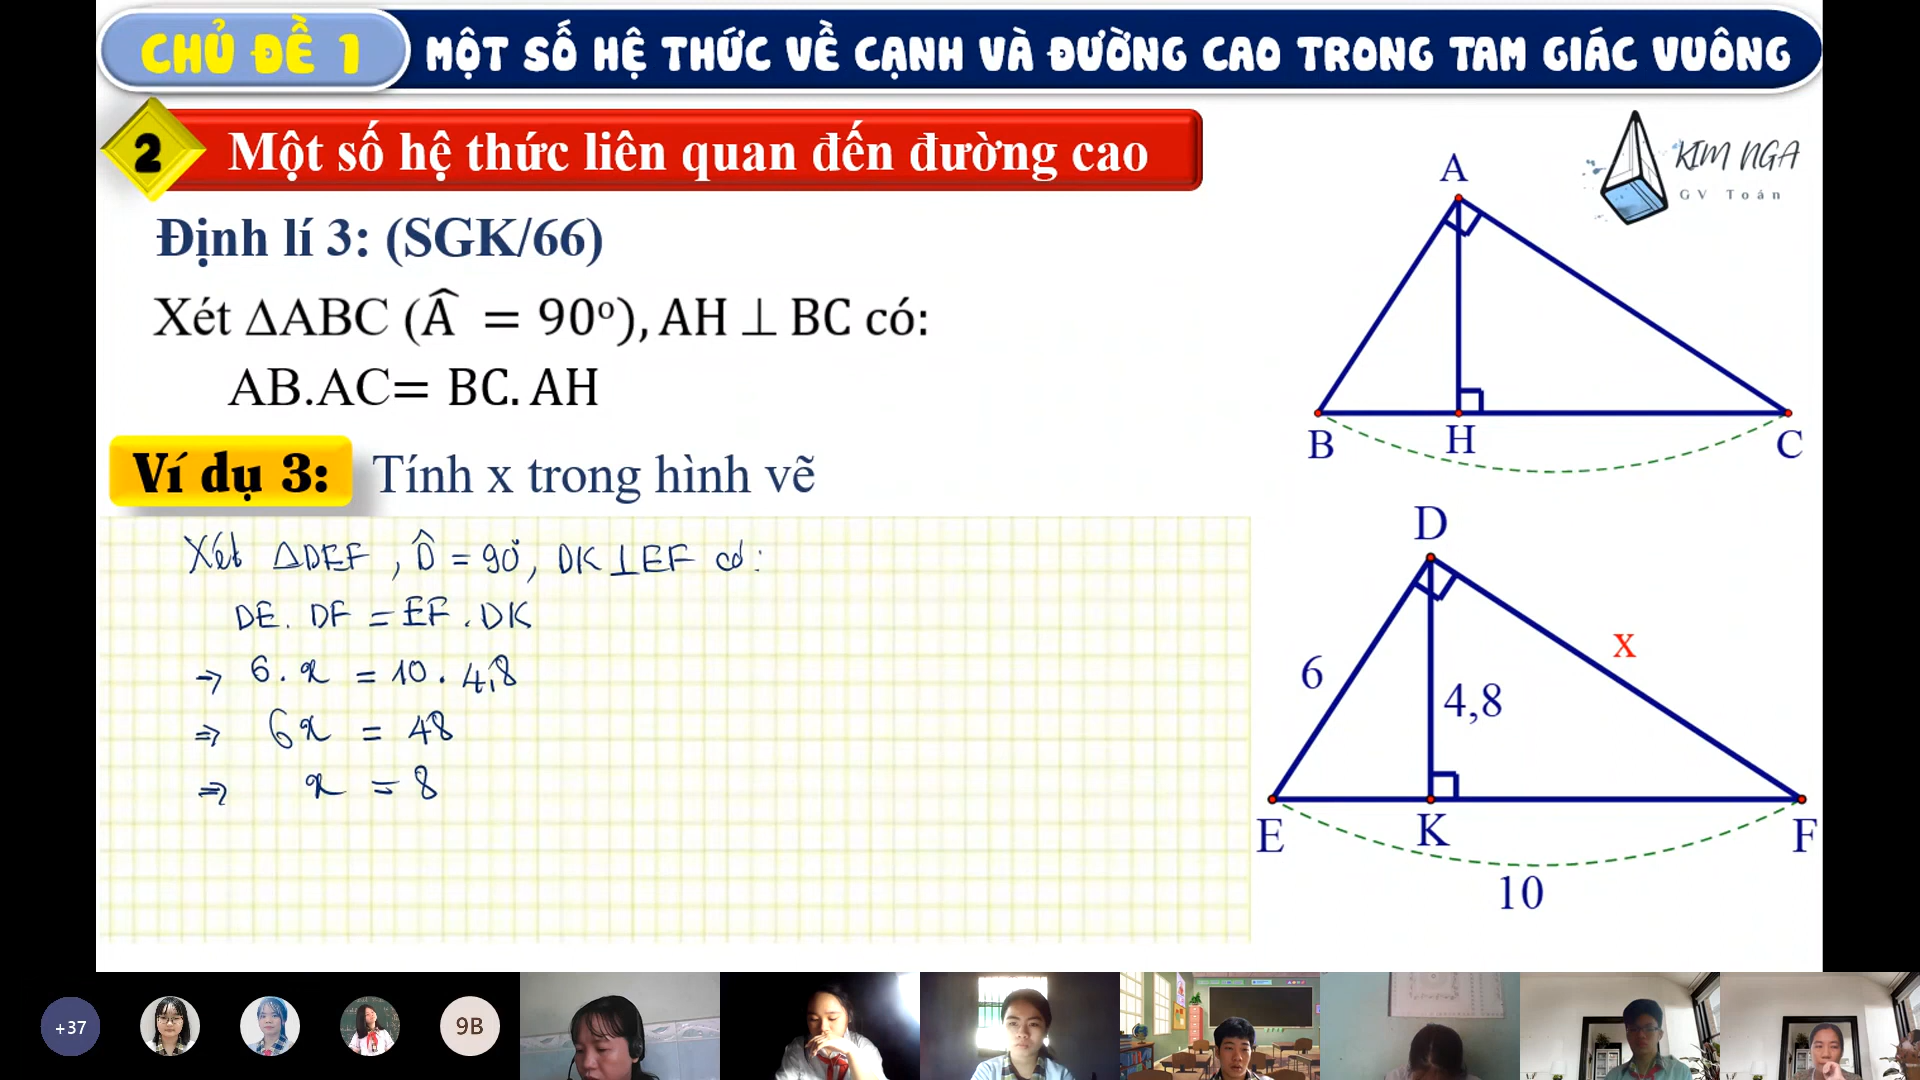 CHỦ ĐỀ 1
MỘT SỐ HỆ THỨC VỀ CẠNH VÀ ĐƯỜNG CAO TRONG TAM GIÁC VUÔNG
2
Một số hệ thức liên quan đến đường cao
KIM NGA
GV Toán
Định lí 3: (SGK/66)
Xét ΔABC (Â = 90º), AH ⊥ BC có:
AB.AC= BC. AH
A
B
H
C
Ví dụ 3:
Tính x trong hình vẽ
Xét ΔDEF, D̂ = 90°, DK ⊥ EF có:
DE. DF = EF . DK
→ 6. x = 10 . 4,8
⇒ 6x = 48
⇒ x = 8
D
6
4,8
x
E
K
F
10
+37
9B